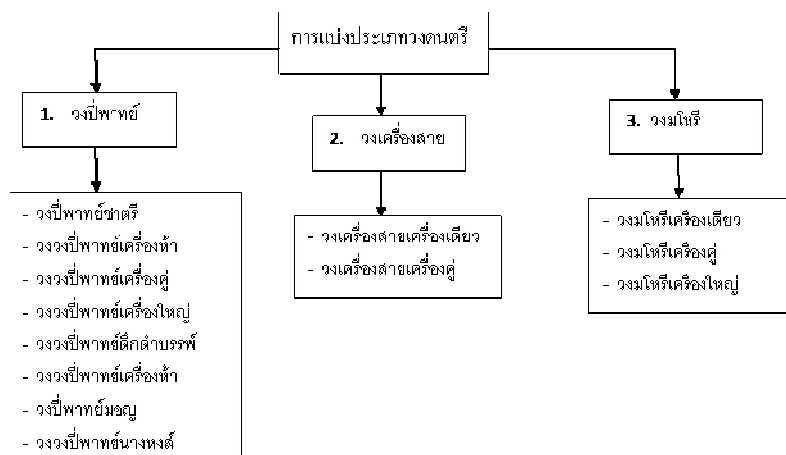 การแบ่งประเภทวงดนตรี
1. วงปี่พาทย์
2. วงเครื่องสาย
3. วงมโหรี
- วงปี่พาทย์ชาตรี
- วงวงปี่พาทย์เครื่องห้า
- วงวงปี่พาทย์เครื่องคู่
- วงวงปี่พาทย์เครื่องใหญ่
- วงวงปี่พาทย์ดึกดำบรรพ์
- วงวงปี่พาทย์เครื่องห้า
- วงปี่พาทย์มอญ
- วงวงปี่พาทย์นางหงส์
- วงเครื่องสายเครื่องเดียว
- วงเครื่องสายเครื่องคู่
- วงมโหรีเครื่องเดียว
- วงมโหรีเครื่องคู่
- วงมโหรีเครื่องใหญ่